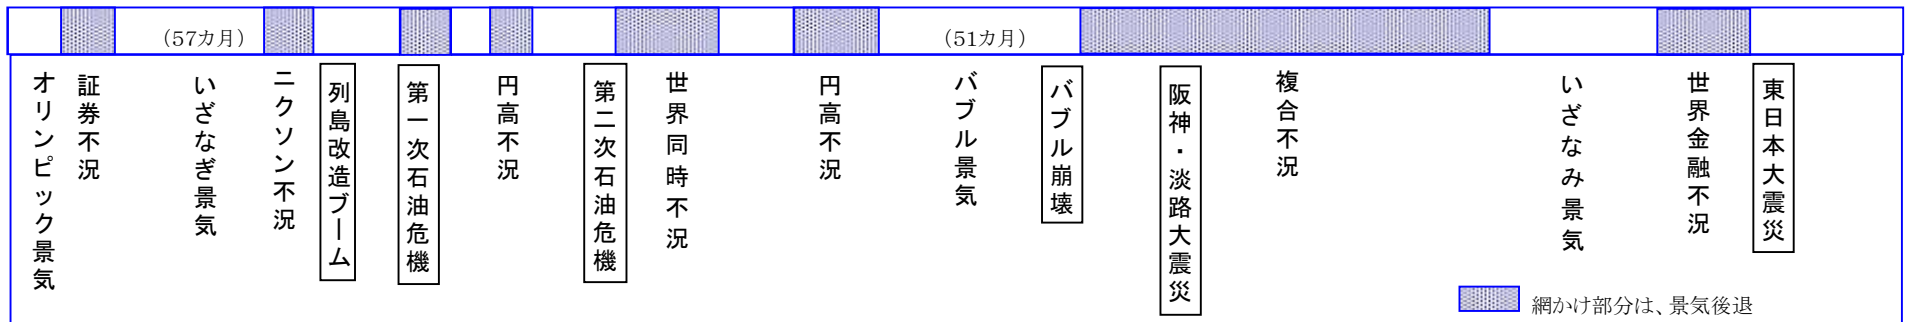 （57カ月）
（51カ月）
オリンピック景気
証券不況
いざなぎ景気
ニクソン不況
列島改造ブーム
第一次石油危機
円高不況
第二次石油危機
世界同時不況
円高不況
バブル景気
バブル崩壊
阪神・淡路大震災
複合不況
いざなみ景気
世界金融不況
東日本大震災
網かけ部分は、景気後退